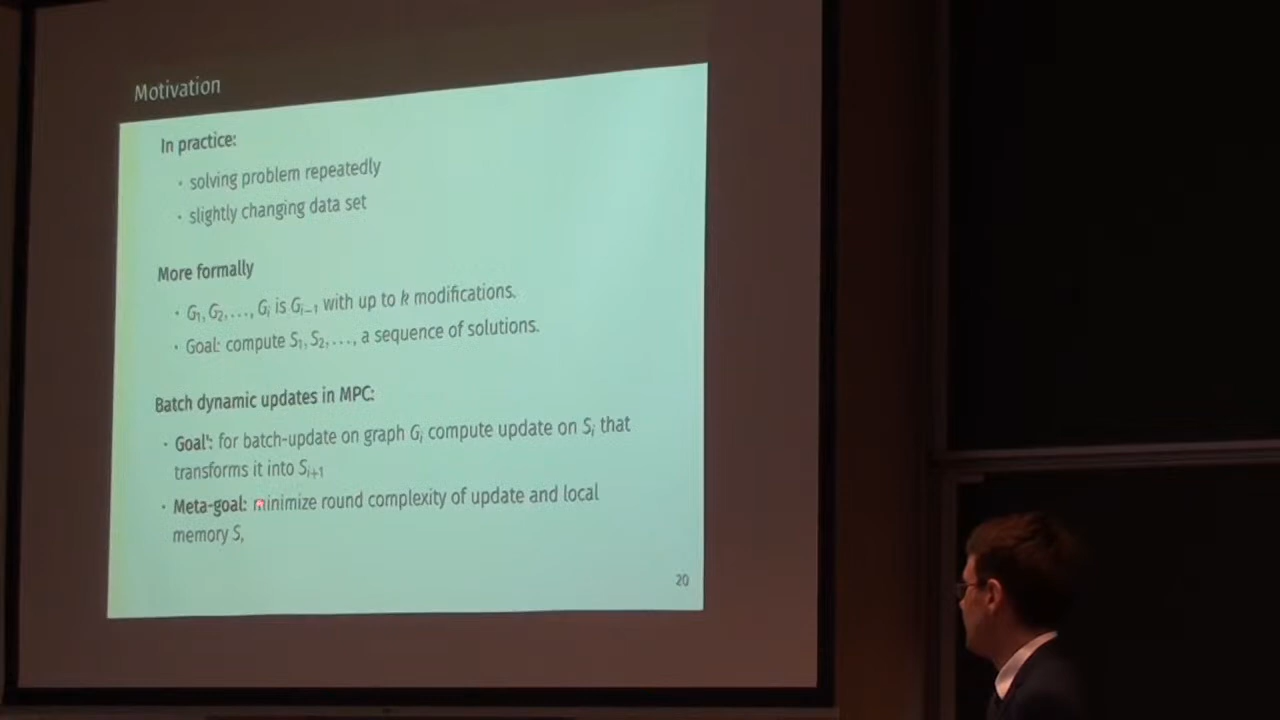 Motivation
In practice:
· solving problem repeatedly
· slightly changing data set
More formally
· G₁, G₂, ..., Gᵢ is Gᵢ₋₁ with up to k modifications.
· Goal: compute S₁, S₂, ..., a sequence of solutions.
Batch dynamic updates in MPC:
· Goal': for batch-update on graph Gᵢ compute update on Sᵢ that
transforms it into Sᵢ₊₁
· Meta-goal: minimize round complexity of update and local
memory S,
20